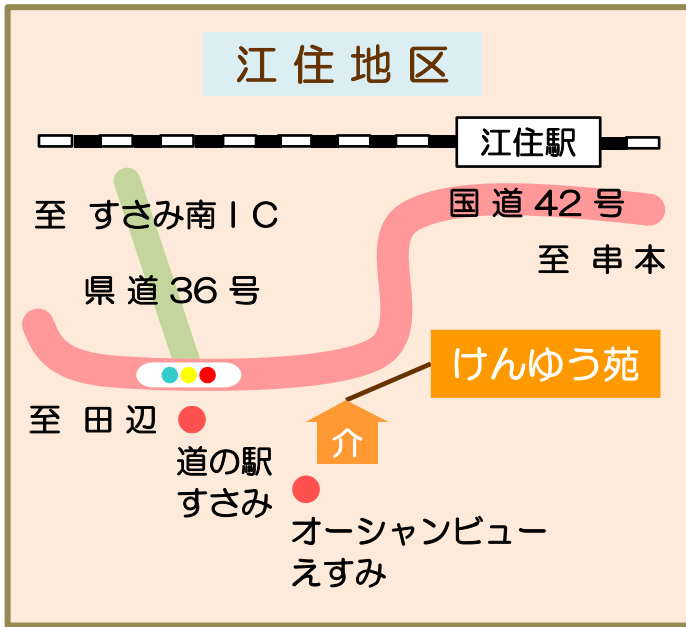 江住地区
江住駅
国道42号
至 すさみ南IC
至 串本
県道36号
けんゆう苑
至 田辺
介
道の駅
すさみ
オーシャンビュー
えすみ